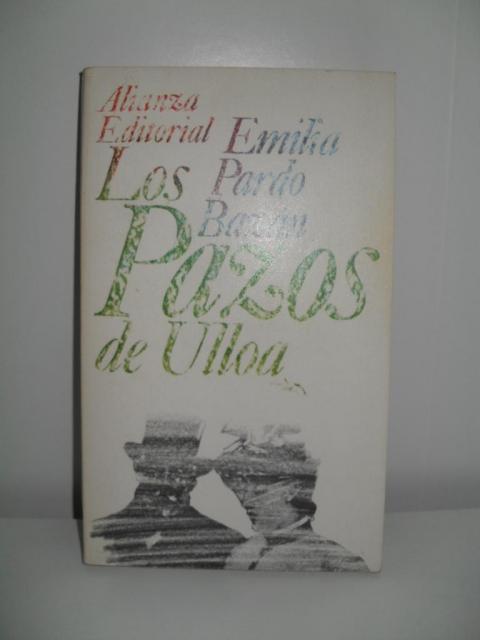 Alianza
Editorial
Emilia
Pardo
Bazán
Los
Pazos
de Ulloa